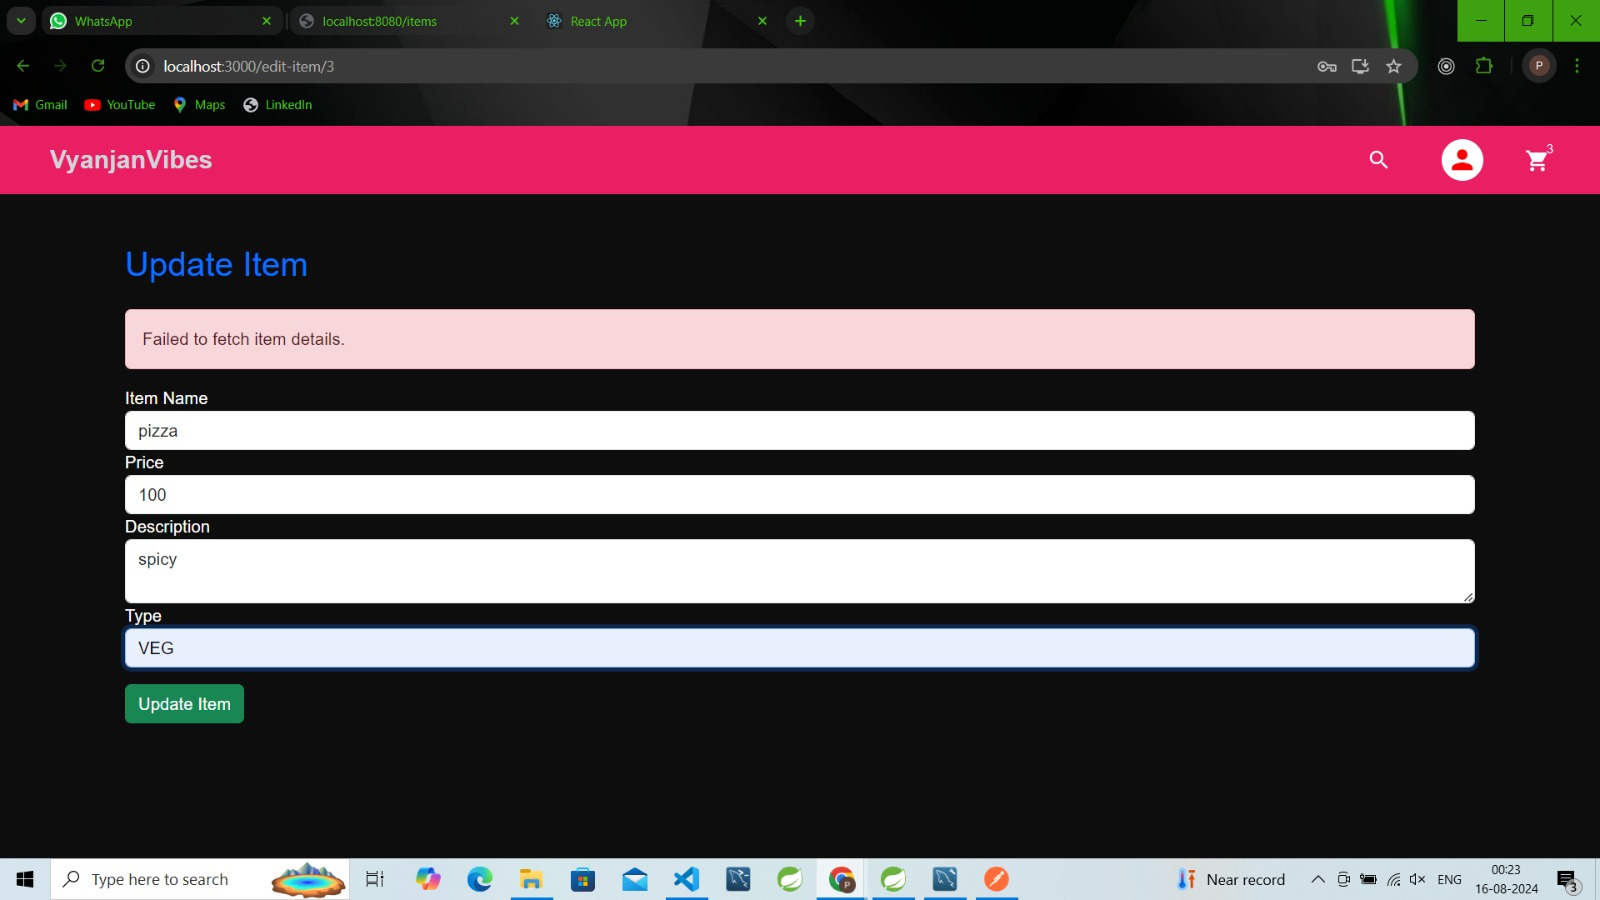 WhatsApp
localhost:8080/items
React App
localhost:3000/edit-item/3
P
Gmail
YouTube
Maps
LinkedIn
VyanjanVibes
3
Update Item
Failed to fetch item details.
Item Name
pizza
Price
100
Description
spicy
Type
VEG
Update Item
Type here to search
Near record
ENG
00:23
16-08-2024
3